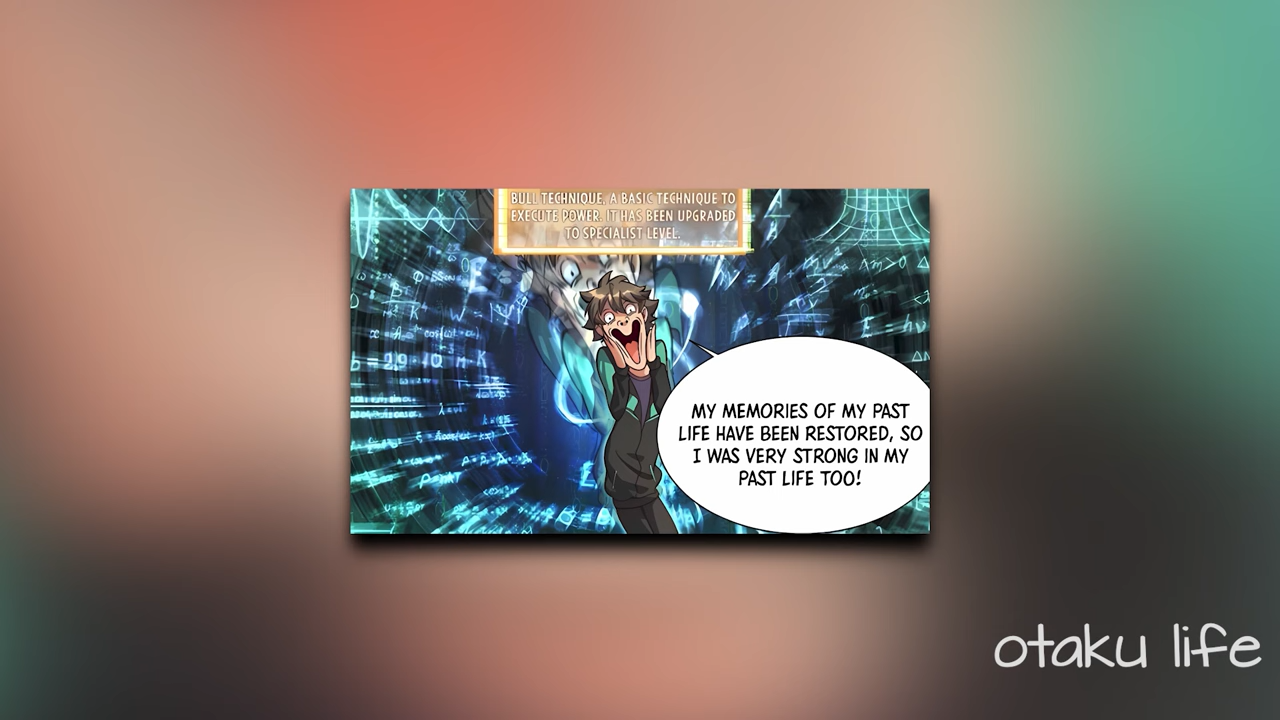 BULL TECHNIQUE, A BASIC TECHNIQUE TO
EXECUTE POWER. IT HAS BEEN UPGRADED
TO SPECIALIST LEVEL.
MY MEMORIES OF MY PAST
LIFE HAVE BEEN RESTORED, SO
I WAS VERY STRONG IN MY
PAST LIFE TOO!
otaku life